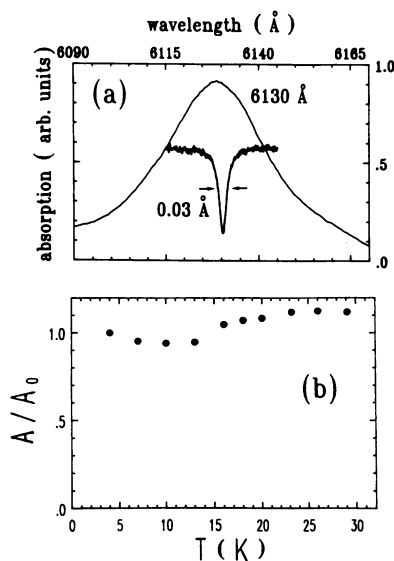 wavelength ( Å )
6090 6115 6140 6165
(a)
6130 Å
0.03 Å
absorption ( arb. units )
1.0
.5
.0
1.0
.5
.0
A / A0
(b)
0 5 10 15 20 25 30
T (K)